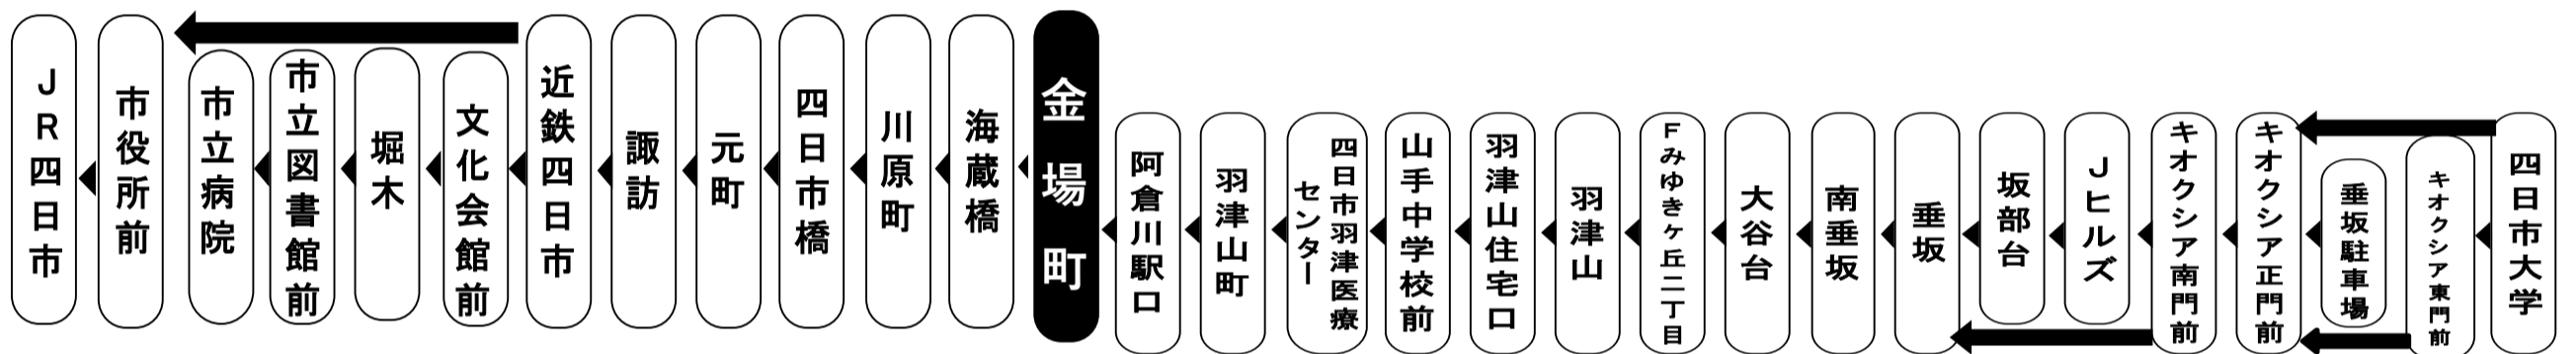 四日市大学
キオクシア東門前
垂坂駐車場
キオクシア正門前
キオクシア南門前
Jヒルズ
坂部台
垂坂
南垂坂
大谷台
Fみゆきヶ丘二丁目
羽津山
羽津山住宅口
山手中学校前
四日市羽津医療
センター
羽津山町
阿倉川駅口
金場町
海蔵橋
川原町
四日市橋
元町
諏訪
近鉄四日市
文化会館前
堀木
市立図書館前
市立病院
市役所前
JR四日市